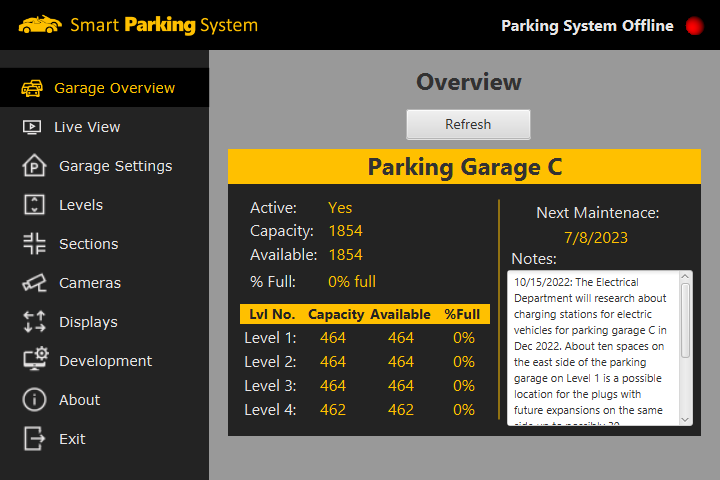 Smart Parking System
Parking System Offline
Garage Overview
Live View
Garage Settings
Levels
Sections
Cameras
Displays
Development
About
Exit
Overview
Refresh
Parking Garage C
Active: Yes
Capacity: 1854
Available: 1854
% Full: 0% full
Lvl No. Capacity Available %Full
Level 1: 464 464 0%
Level 2: 464 464 0%
Level 3: 464 464 0%
Level 4: 462 462 0%
Next Maintenace:
7/8/2023
Notes:
10/15/2022: The Electrical
Department will research about
charging stations for electric
vehicles for parking garage C in
Dec 2022. About ten spaces on
the east side of the parking
garage on Level 1 is a possible
location for the plugs with
future expansions on the same
side up to possibly 20